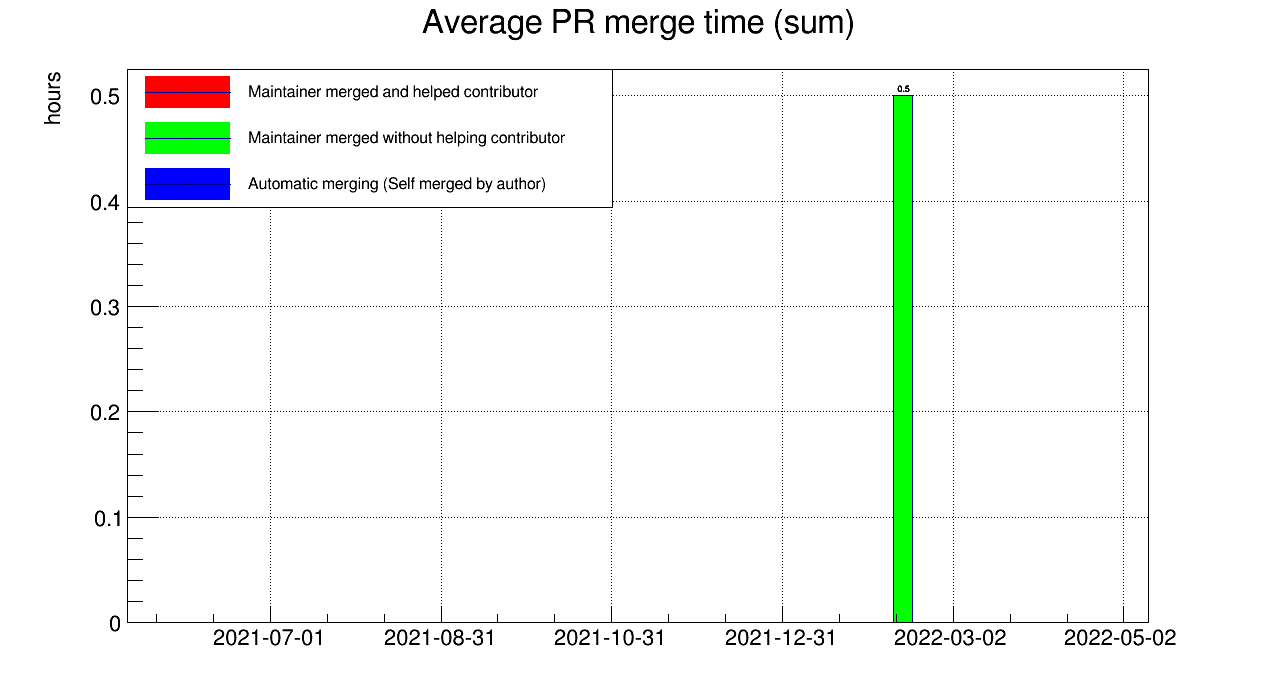 Average PR merge time (sum)
hours
Maintainer merged and helped contributor
Maintainer merged without helping contributor
Automatic merging (Self merged by author)
0.5
0.5
0.4
0.3
0.2
0.1
0
2021-07-01 2021-08-31 2021-10-31 2021-12-31 2022-03-02 2022-05-02